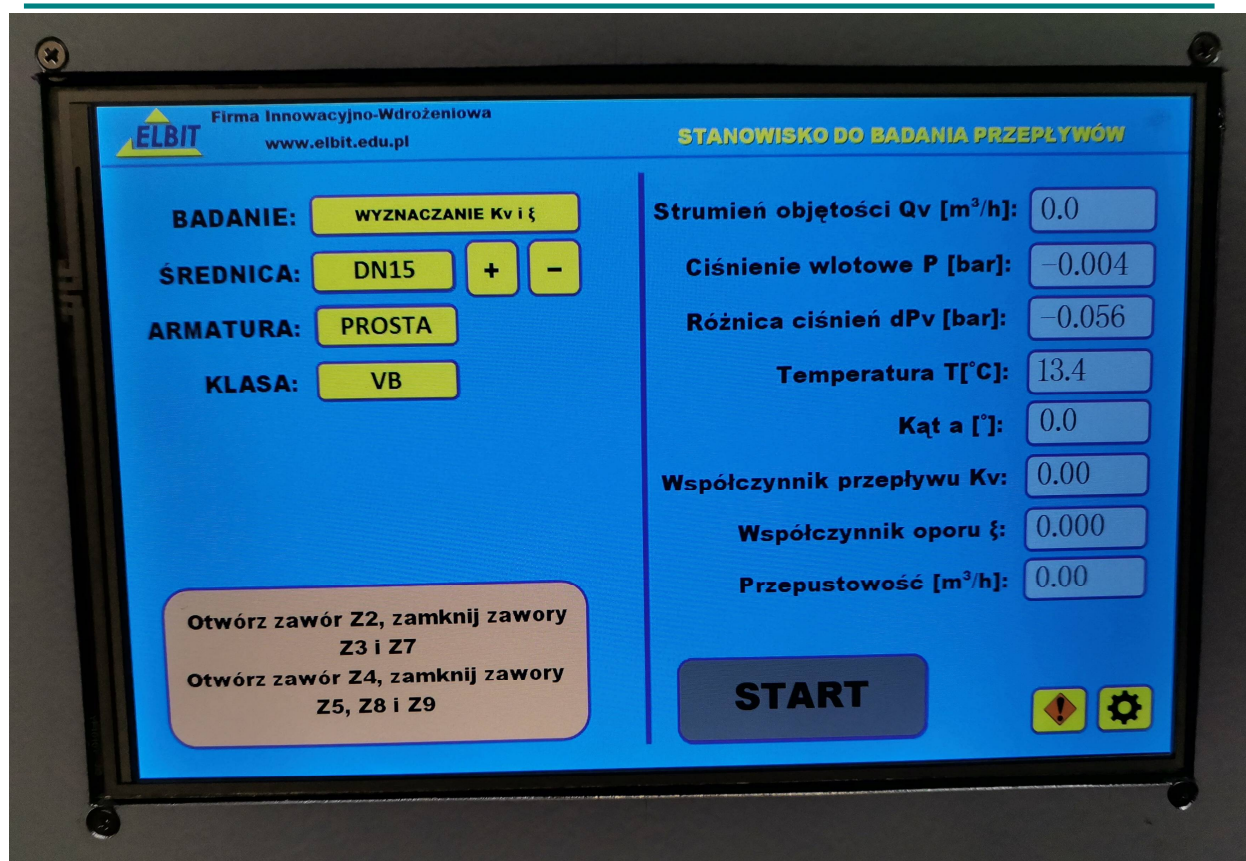 ELBIT
Firma Innowacyjno-Wdrożeniowa
www.elbit.edu.pl
STANOWISKO DO BADANIA PRZEPŁYWÓW
BADANIE: WYZNACZANIE Kv i ξ
ŚREDNICA: DN15 + -
ARMATURA: PROSTA
KLASA: VB
Otwórz zawór Z2, zamknij zawory
Z3 i Z7
Otwórz zawór Z4, zamknij zawory
Z5, Z8 i Z9
Strumień objętości Qv [m³/h]: 0.0
Ciśnienie wlotowe P [bar]: -0.004
Różnica ciśnień dPv [bar]: -0.056
Temperatura T[°C]: 13.4
Kąt a [°]: 0.0
Współczynnik przepływu Kv: 0.00
Współczynnik oporu ξ: 0.000
Przepustowość [m³/h]: 0.00
START